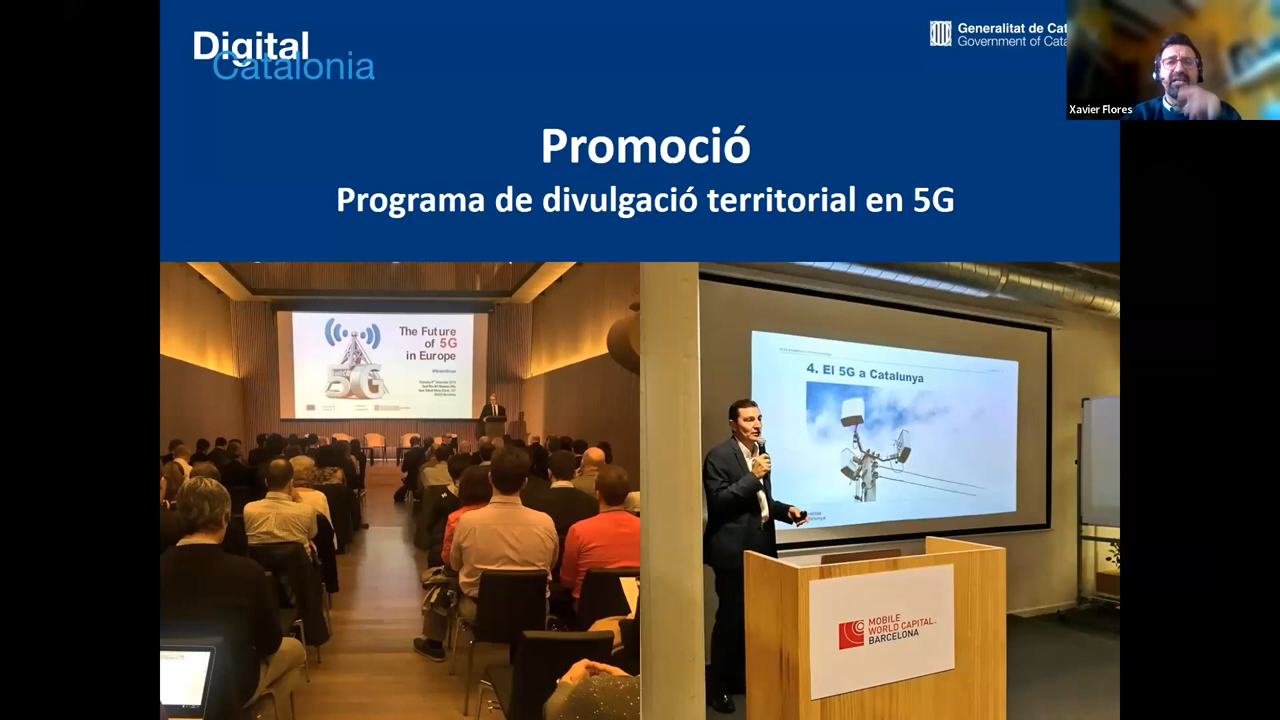 Digital
Catalonia
Generalitat de Cat
Government of Cata
Xavier Flores
Promoció
Programa de divulgació territorial en 5G
The Future
of 5G
in Europe
5G
4. El 5G a Catalunya
MOBILE
WORLD CAPITAL.
BARCELONA